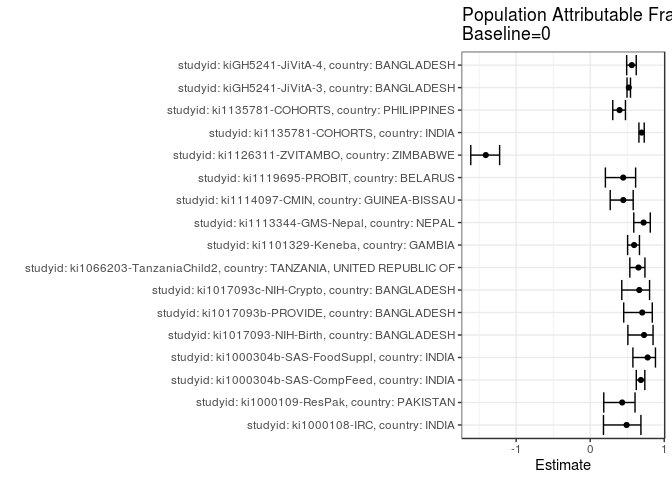 Population Attributable Fra
Baseline=0
studyid: kiGH5241-JiVitA-4, country: BANGLADESH
studyid: kiGH5241-JiVitA-3, country: BANGLADESH
studyid: ki1135781-COHORTS, country: PHILIPPINES
studyid: ki1135781-COHORTS, country: INDIA
studyid: ki1126311-ZVITAMBO, country: ZIMBABWE
studyid: ki1119695-PROBIT, country: BELARUS
studyid: ki1114097-CMIN, country: GUINEA-BISSAU
studyid: ki1113344-GMS-Nepal, country: NEPAL
studyid: ki1101329-Keneba, country: GAMBIA
studyid: ki1066203-TanzaniaChild2, country: TANZANIA, UNITED REPUBLIC OF
studyid: ki1017093c-NIH-Crypto, country: BANGLADESH
studyid: ki1017093b-PROVIDE, country: BANGLADESH
studyid: ki1017093-NIH-Birth, country: BANGLADESH
studyid: ki1000304b-SAS-FoodSuppl, country: INDIA
studyid: ki1000304b-SAS-CompFeed, country: INDIA
studyid: ki1000109-ResPak, country: PAKISTAN
studyid: ki1000108-IRC, country: INDIA
-1 0 1
Estimate